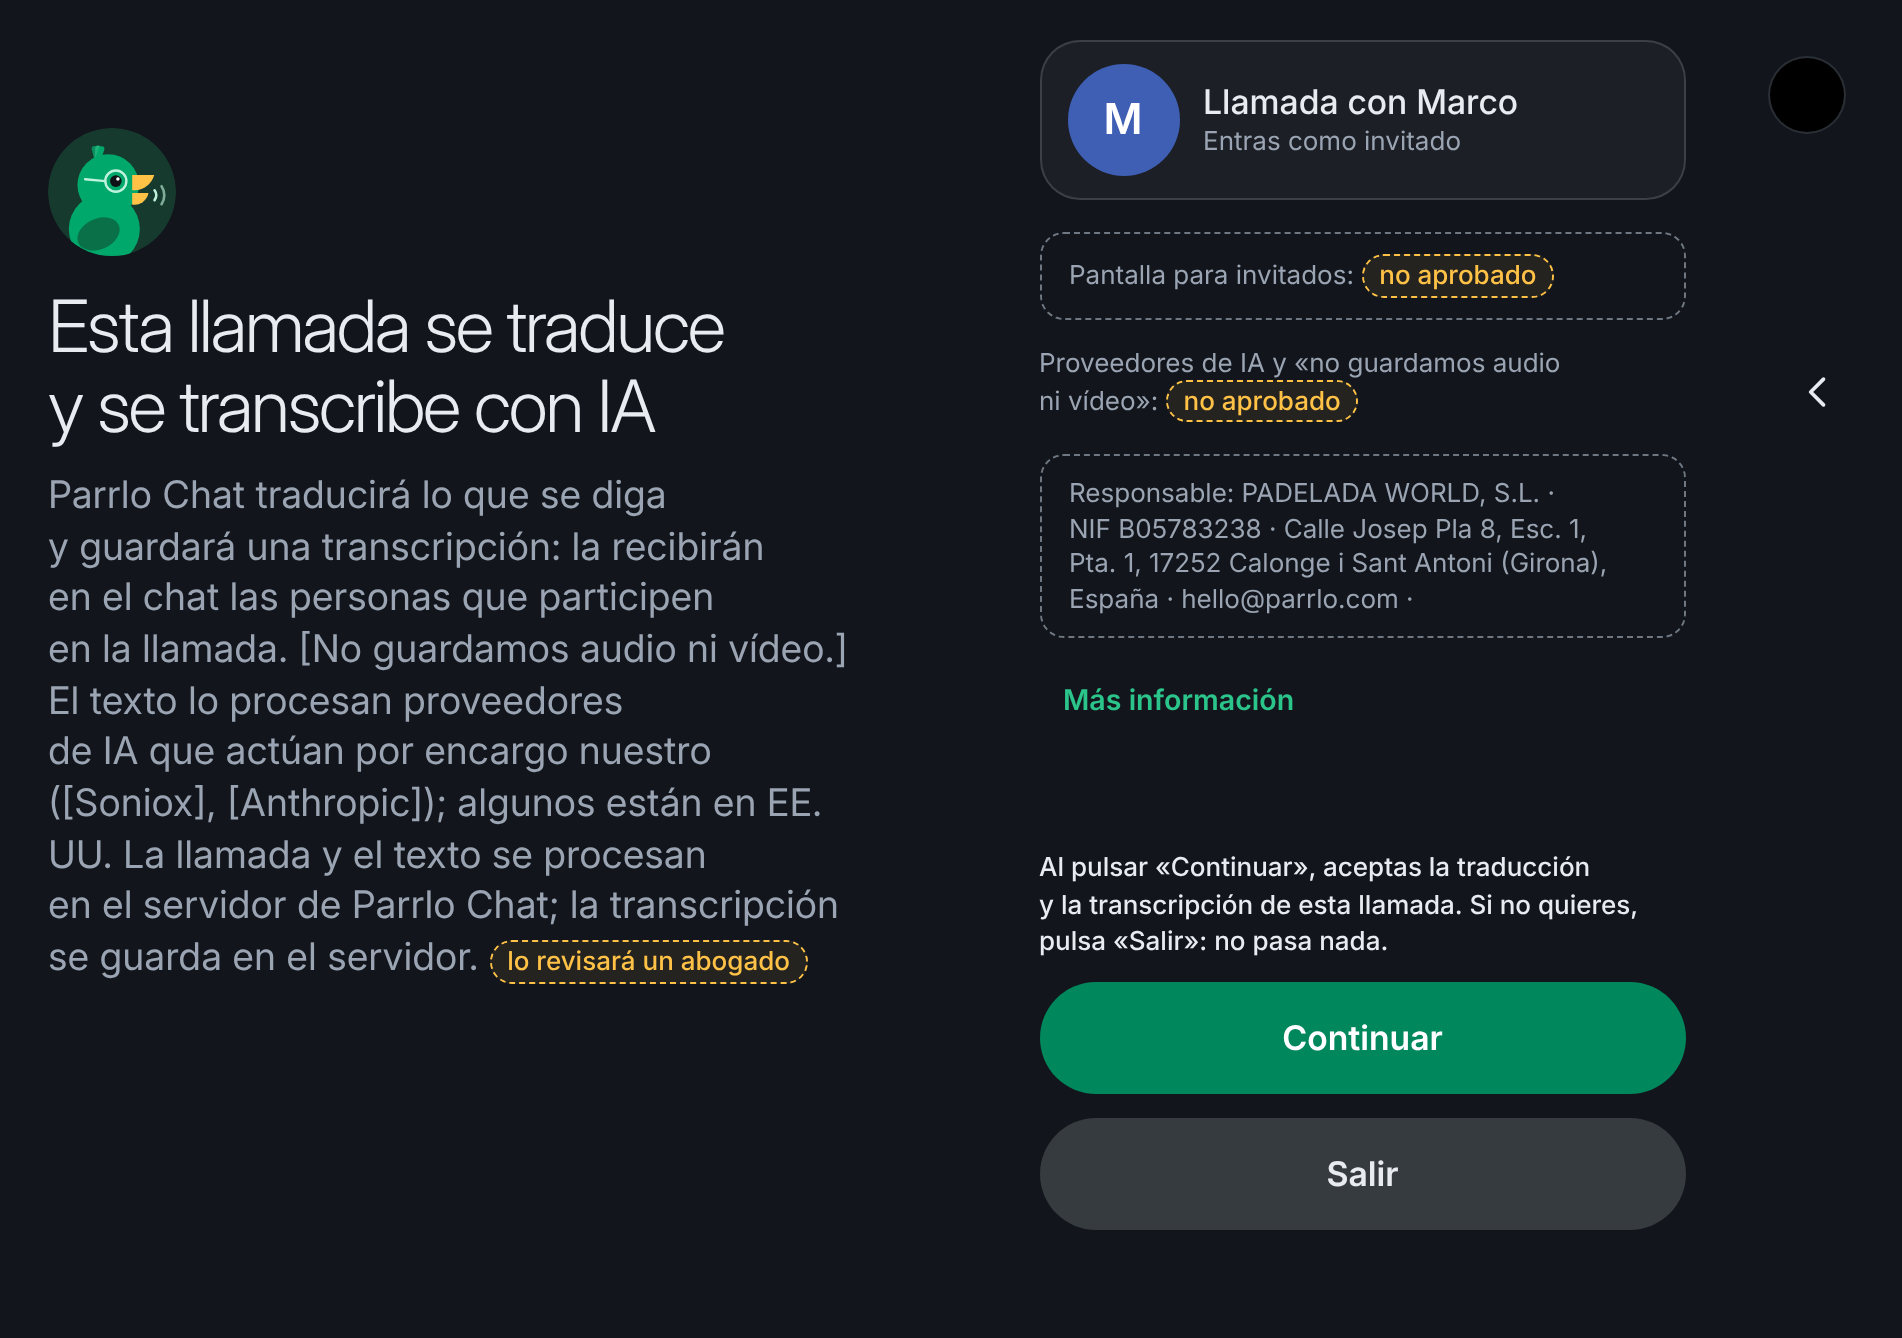 Esta llamada se traduce
y se transcribe con IA
Parrlo Chat traducirá lo que se diga
y guardará una transcripción: la recibirán
en el chat las personas que participen
en la llamada. [No guardamos audio ni vídeo.]
El texto lo procesan proveedores
de IA que actúan por encargo nuestro
([Soniox], [Anthropic]); algunos están en EE.
UU. La llamada y el texto se procesan
en el servidor de Parrlo Chat; la transcripción
se guarda en el servidor. lo revisará un abogado
M
Llamada con Marco
Entras como invitado
Pantalla para invitados: no aprobado
Proveedores de IA y «no guardamos audio
ni vídeo»: no aprobado
Responsable: PADELADA WORLD, S.L. ·
NIF B05783238 · Calle Josep Pla 8, Esc. 1,
Pta. 1, 17252 Calonge i Sant Antoni (Girona),
España · hello@parrlo.com ·
Más información
Al pulsar «Continuar», aceptas la traducción
y la transcripción de esta llamada. Si no quieres,
pulsa «Salir»: no pasa nada.
Continuar
Salir